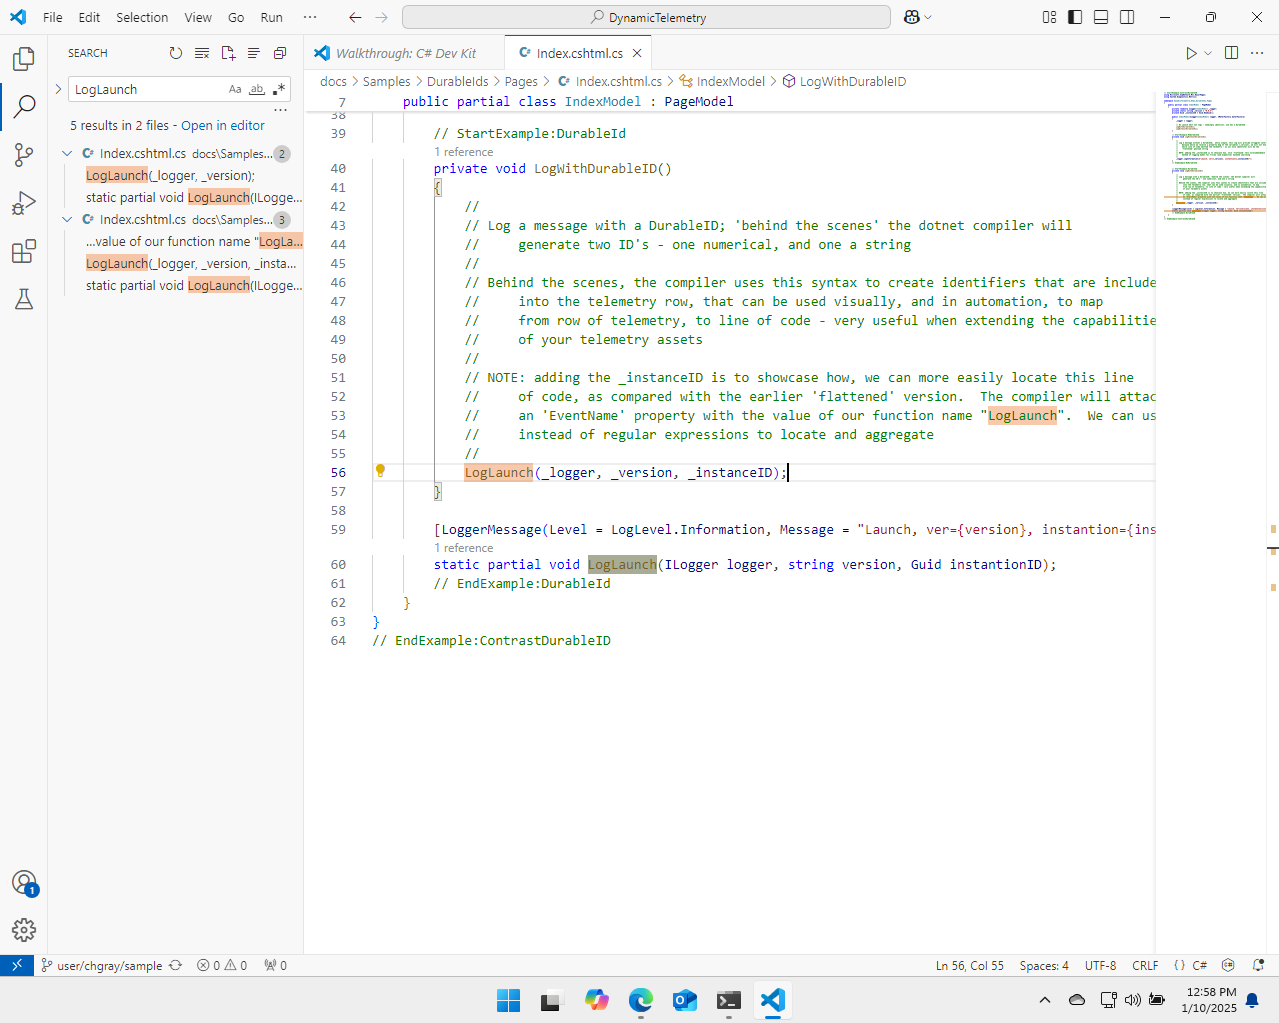 File Edit Selection View Go Run ···
DynamicTelemetry
SEARCH
LogLaunch
Aa ab .*
5 results in 2 files - Open in editor
Index.cshtml.cs docs\Samples... 2
LogLaunch(_logger, _version);
static partial void LogLaunch(ILogge...
Index.cshtml.cs docs\Samples... 3
...value of our function name "LogLa...
LogLaunch(_logger, _version, _insta...
static partial void LogLaunch(ILogge...
Walkthrough: C# Dev Kit
C# Index.cshtml.cs
docs > Samples > DurableIds > Pages > C# Index.cshtml.cs > IndexModel > LogWithDurableID
7 public partial class IndexModel : PageModel
38
39 // StartExample:DurableId
1 reference
40 private void LogWithDurableID()
41 {
42 //
43 // Log a message with a DurableID; 'behind the scenes' the dotnet compiler will
44 // generate two ID's - one numerical, and one a string
45 //
46 // Behind the scenes, the compiler uses this syntax to create identifiers that are include
47 // into the telemetry row, that can be used visually, and in automation, to map
48 // from row of telemetry, to line of code - very useful when extending the capabilitie
49 // of your telemetry assets
50 //
51 // NOTE: adding the _instanceID is to showcase how, we can more easily locate this line
52 // of code, as compared with the earlier 'flattened' version. The compiler will attac
53 // an 'EventName' property with the value of our function name "LogLaunch". We can us
54 // instead of regular expressions to locate and aggregate
55 //
56 LogLaunch(_logger, _version, _instanceID);
57 }
58
59 [LoggerMessage(Level = LogLevel.Information, Message = "Launch, ver={version}, instantion={ins
1 reference
60 static partial void LogLaunch(ILogger logger, string version, Guid instantionID);
61 // EndExample:DurableId
62 }
63 }
64 // EndExample:ContrastDurableID
1
user/chgray/sample 0 0 0
Ln 56, Col 55 Spaces: 4 UTF-8 CRLF {} C#
12:58 PM
1/10/2025